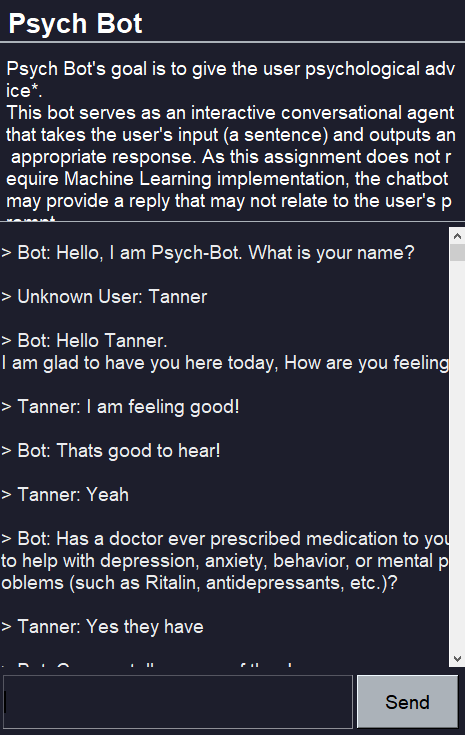 Psych Bot
Psych Bot's goal is to give the user psychological adv
ice*.
This bot serves as an interactive conversational agent
that takes the user's input (a sentence) and outputs an
appropriate response. As this assignment does not r
equire Machine Learning implementation, the chatbot
may provide a reply that may not relate to the user's p
rompt
> Bot: Hello, I am Psych-Bot. What is your name?
> Unknown User: Tanner
> Bot: Hello Tanner.
I am glad to have you here today, How are you feeling
> Tanner: I am feeling good!
> Bot: Thats good to hear!
> Tanner: Yeah
> Bot: Has a doctor ever prescribed medication to you
to help with depression, anxiety, behavior, or mental p
oblems (such as Ritalin, antidepressants, etc.)?
> Tanner: Yes they have
Send